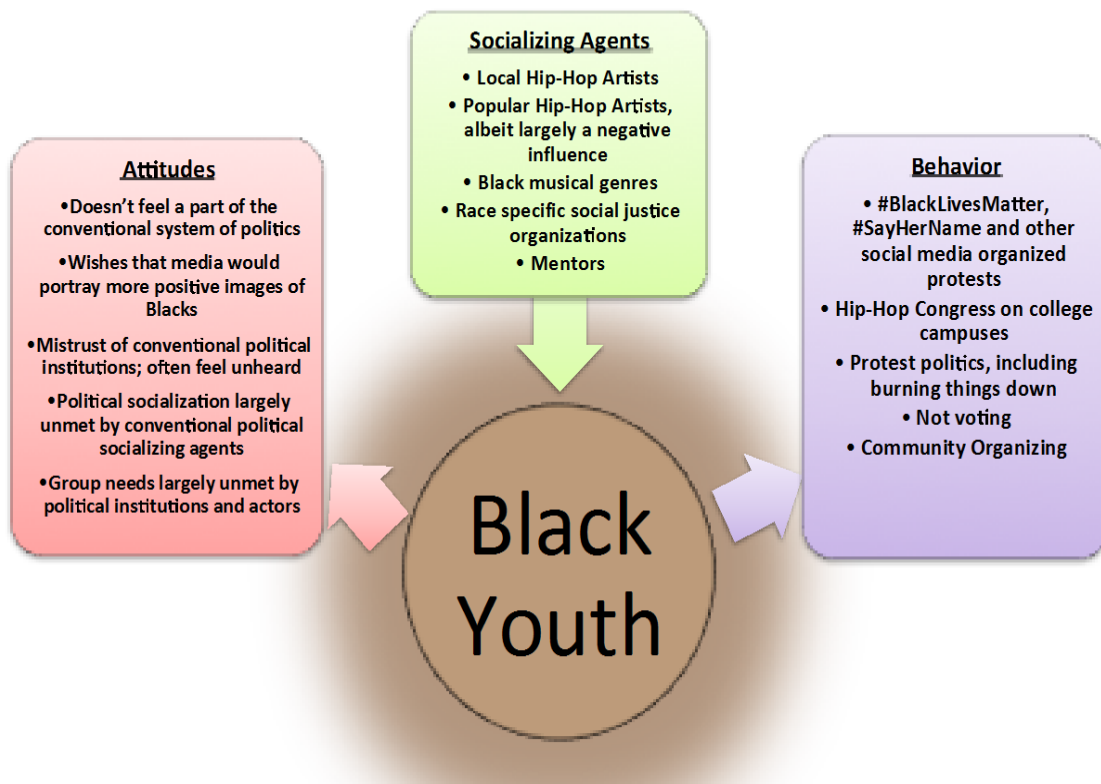 Socializing Agents
• Local Hip-Hop Artists
• Popular Hip-Hop Artists,
albeit largely a negative
influence
• Black musical genres
• Race specific social justice
organizations
• Mentors
Attitudes
•Doesn't feel a part of the
conventional system of politics
•Wishes that media would
portray more positive images of
Blacks
•Mistrust of conventional political
institutions; often feel unheard
•Political socialization largely
unmet by conventional political
socializing agents
•Group needs largely unmet by
political institutions and actors
Behavior
• #BlackLivesMatter,
#SayHerName and other
social media organized
protests
• Hip-Hop Congress on college
campuses
• Protest politics, including
burning things down
• Not voting
• Community Organizing
Black
Youth